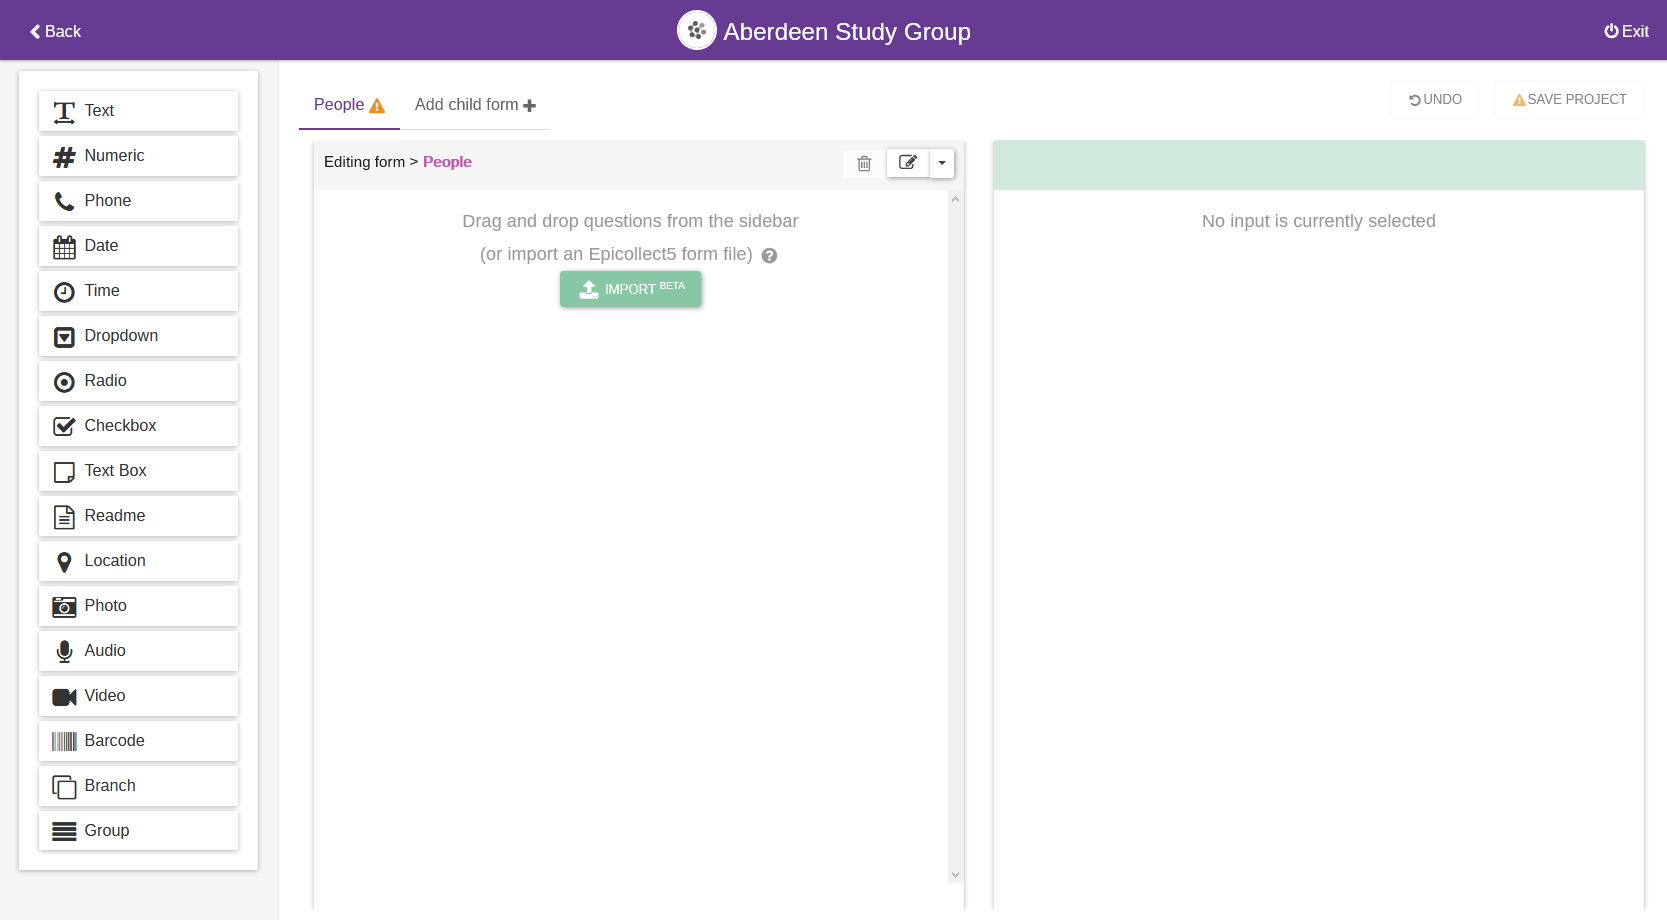 Back
Aberdeen Study Group
Exit
Text
Numeric
Phone
Date
Time
Dropdown
Radio
Checkbox
Text Box
Readme
Location
Photo
Audio
Video
Barcode
Branch
Group
People
Add child form
UNDO
SAVE PROJECT
Editing form > People
Drag and drop questions from the sidebar
(or import an Epicollect5 form file)
IMPORT BETA
No input is currently selected